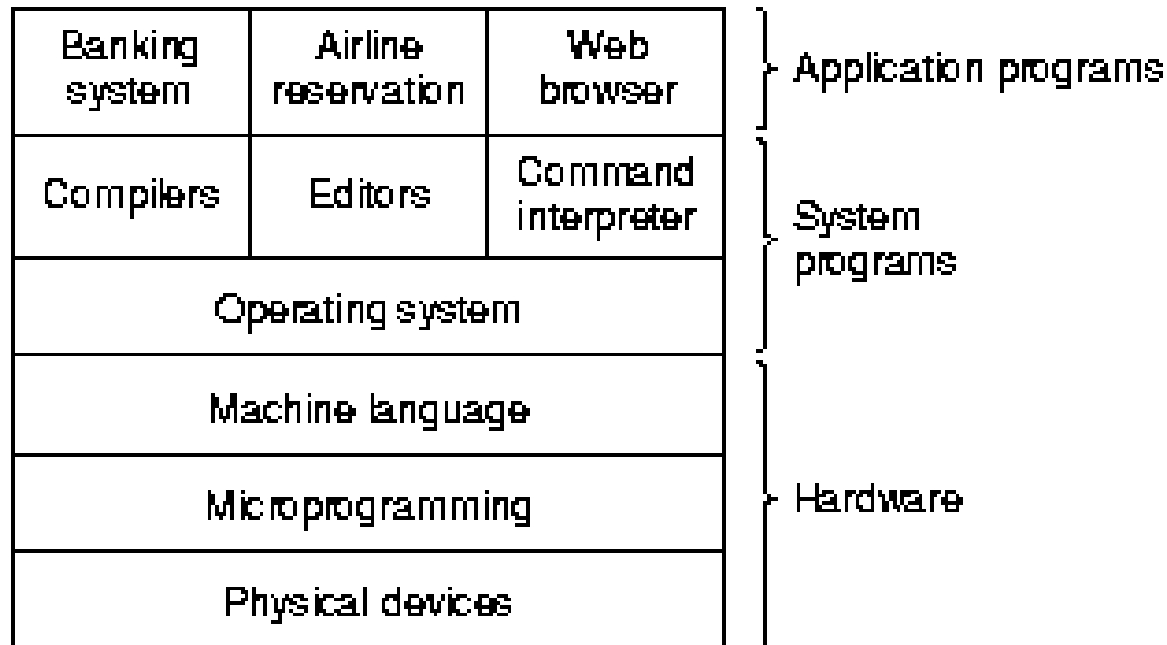 Banking
system
Airline
reservation
Web
browser
Application programs
Compilers
Editors
Command
interpreter
System
programs
Operating system
Machine language
Microprogramming
Hardware
Physical devices